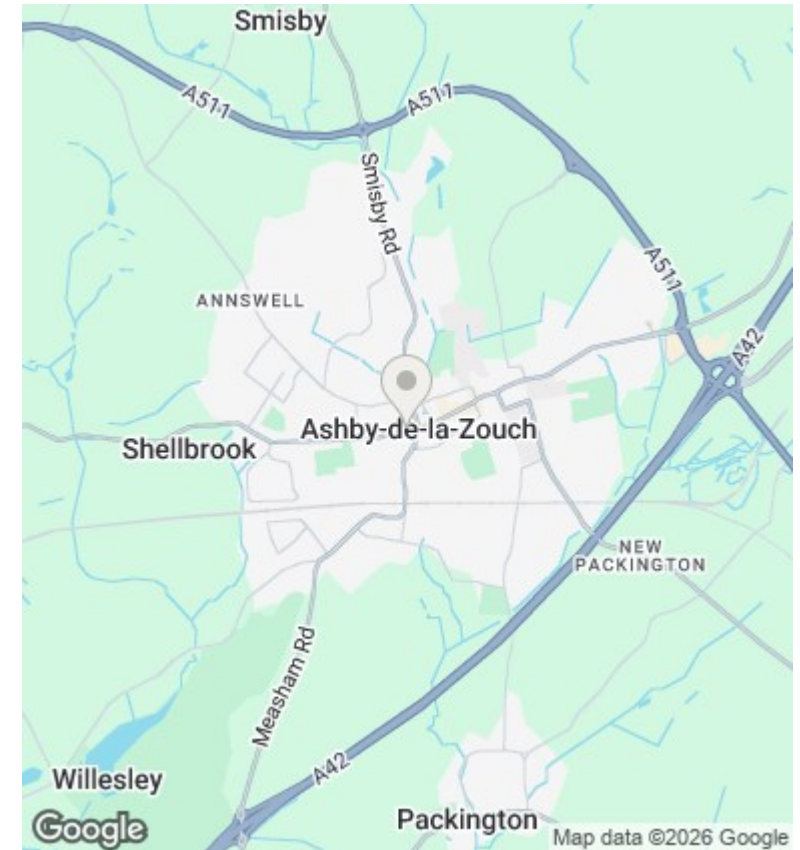 Smisby
A511
A511
Smisby Rd
A511
ANNSWELL
A42
Ashby-de-la-Zouch
Shellbrook
NEW
PACKINGTON
Measham Rd
A42
Willesley
Packington
Google
Map data ©2026 Google